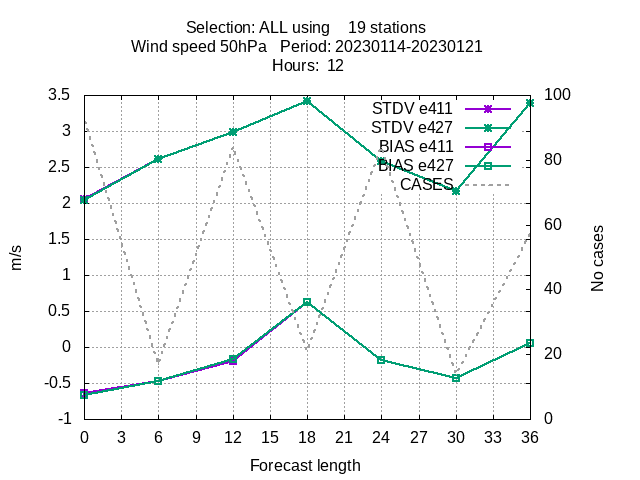 Selection: ALL using    19 stations
Wind speed 50hPa   Period: 20230114-20230121
Hours:  12
3.5
3
2.5
2
1.5
1
0.5
0
-0.5
-1
100
80
60
40
20
0
STDV e411
STDV e427
BIAS e411
BIAS e427
CASES
m/s
No cases
0 3 6 9 12 15 18 21 24 27 30 33 36
Forecast length